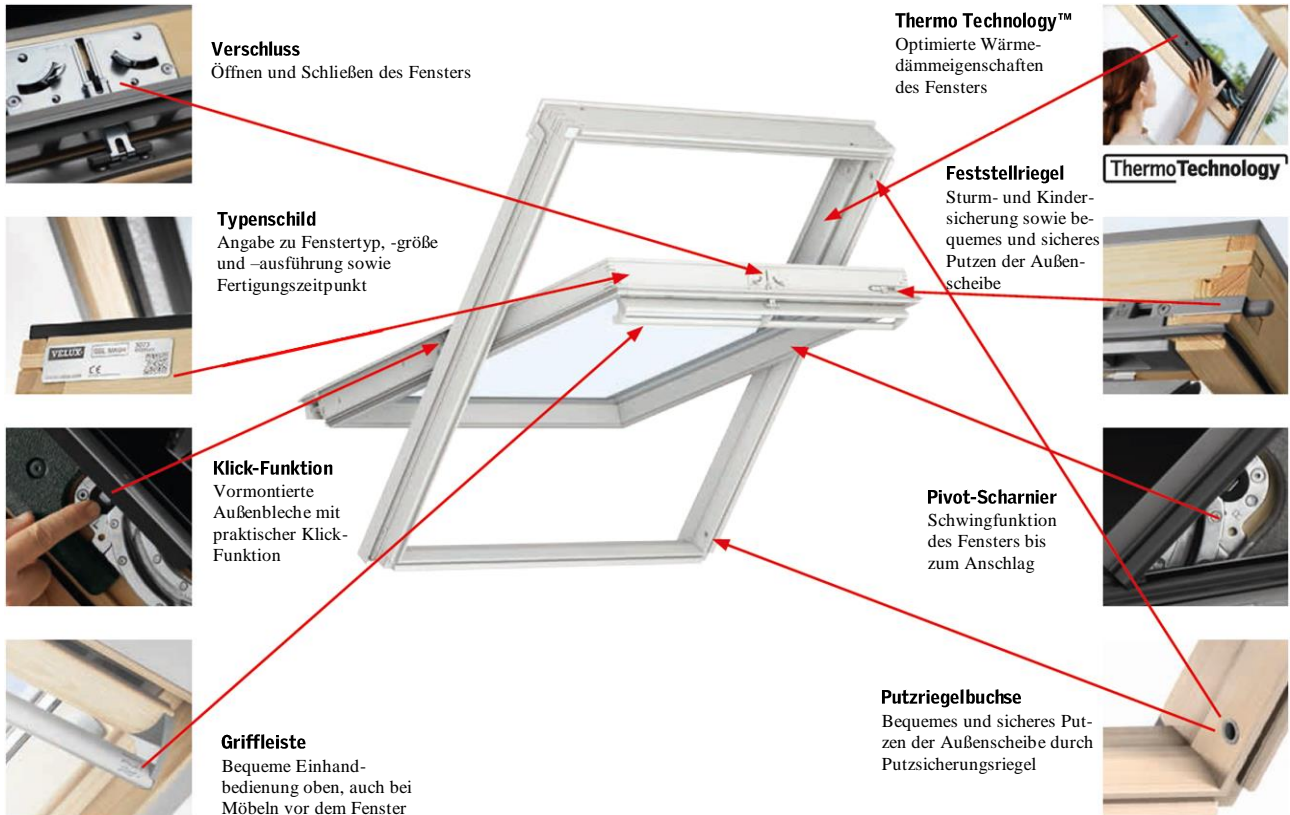 Verschluss
Öffnen und Schließen des Fensters
Typenschild
Angabe zu Fenstertyp, -größe
und –ausführung sowie
Fertigungszeitpunkt
VELUX
Klick-Funktion
Vormontierte
Außenbleche mit
praktischer Klick-
Funktion
Griffleiste
Bequeme Einhand-
bedienung oben, auch bei
Möbeln vor dem Fenster
Thermo Technology™
Optimierte Wärme-
dämmeigenschaften
des Fensters
ThermoTechnology
Feststellriegel
Sturm- und Kinder-
sicherung sowie be-
quemes und sicheres
Putzen der Außen-
scheibe
Pivot-Scharnier
Schwingfunktion
des Fensters bis
zum Anschlag
Putzriegelbuchse
Bequemes und sicheres Put-
zen der Außenscheibe durch
Putzsicherungsriegel